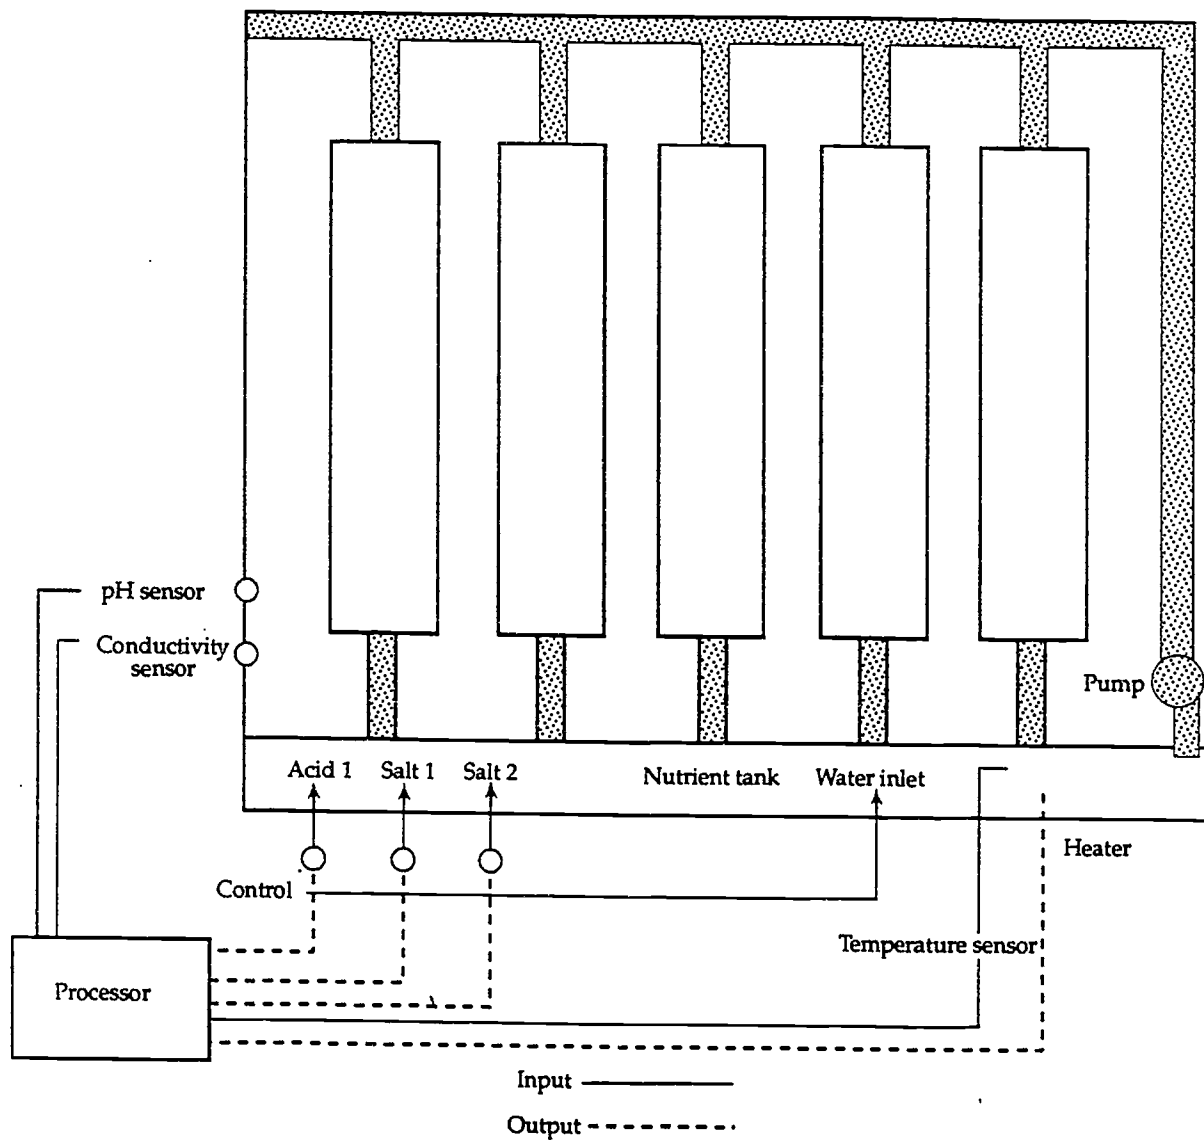 pH sensor
Conductivity
sensor
Pump
Acid 1
Salt 1
Salt 2
Nutrient tank
Water inlet
Heater
Control
Temperature sensor
Processor
Input
Output